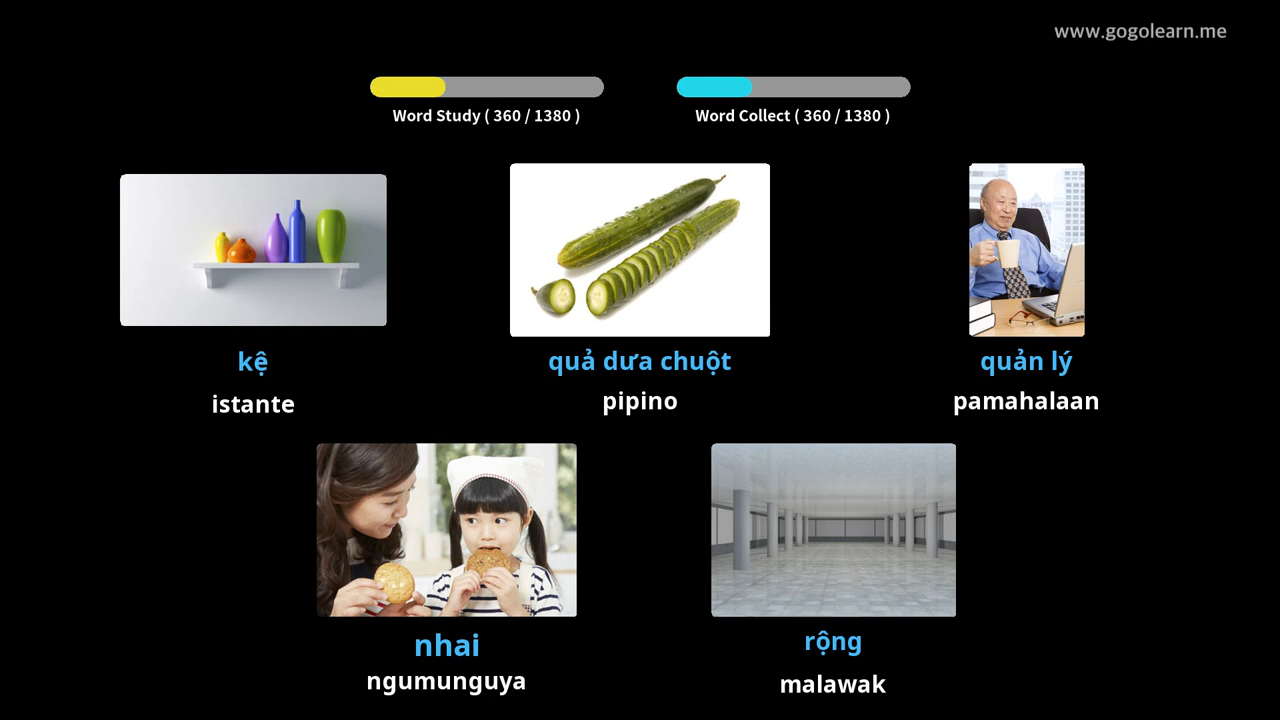 www.gogolearn.me
Word Study ( 360 / 1380 )
Word Collect ( 360 / 1380 )
kệ
quả dưa chuột
quản lý
istante
pipino
pamahalaan
nhai
rộng
ngumunguya
malawak